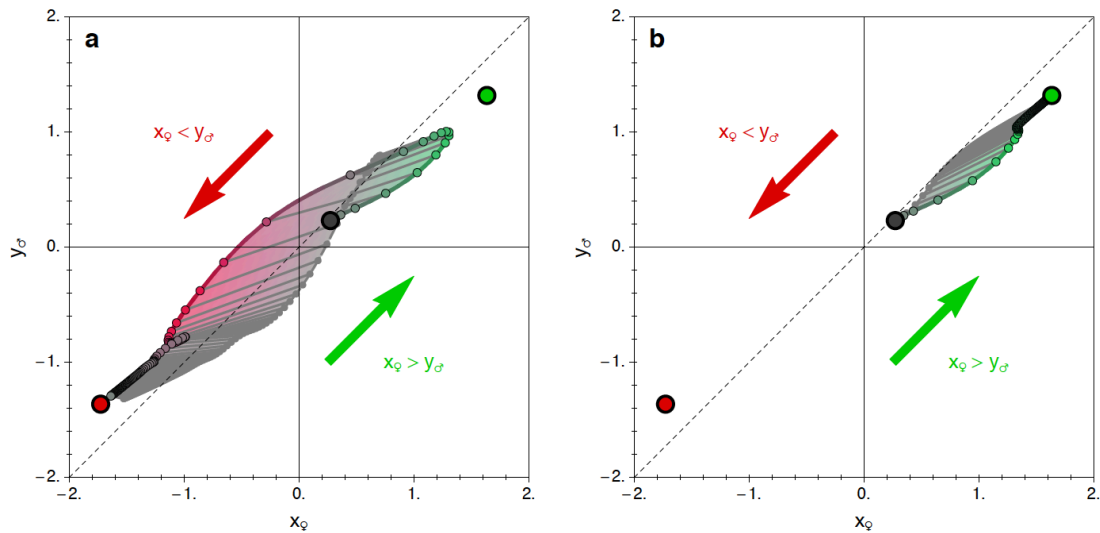 a
2.
1.
0.
−1.
−2.
−2.
−1.
0.
1.
2.
y♂
x♀
x♀ < y♂
x♀ > y♂
b
2.
1.
0.
−1.
−2.
−2.
−1.
0.
1.
2.
y♂
x♀
x♀ < y♂
x♀ > y♂